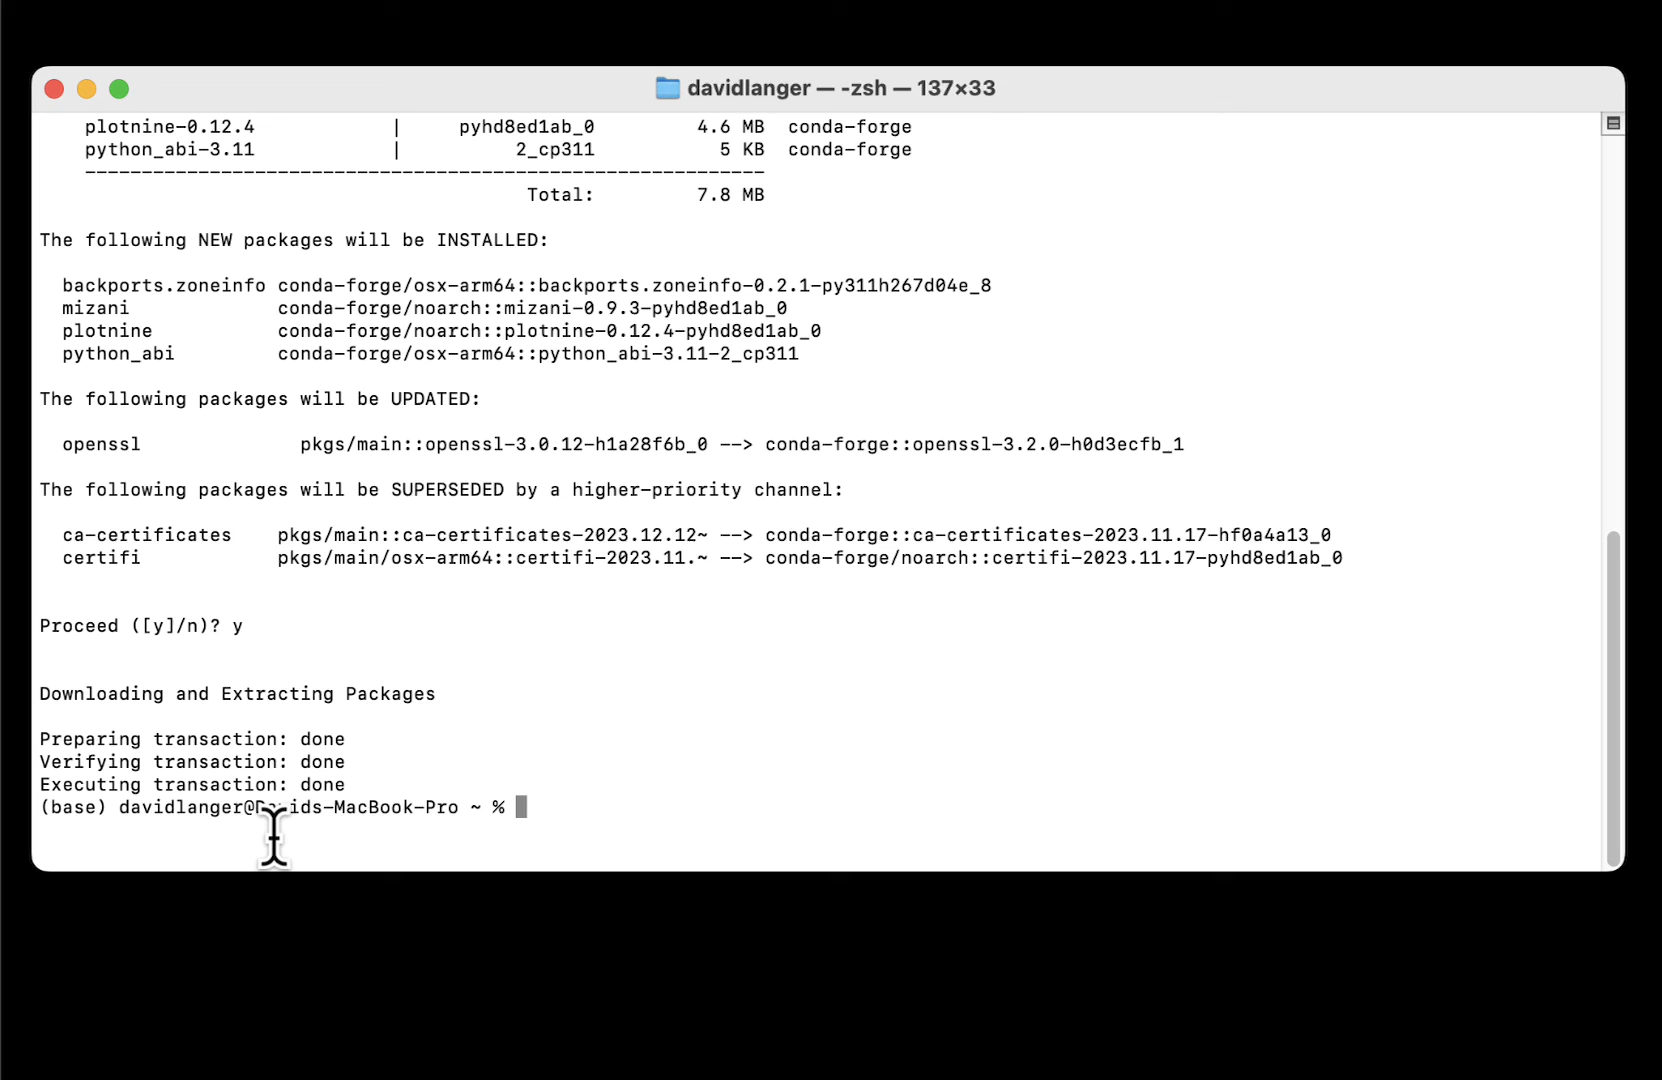 davidlanger — -zsh — 137×33
plotnine-0.12.4 | pyhd8ed1ab_0 4.6 MB conda-forge
python_abi-3.11 | 2_cp311 5 KB conda-forge
------------------------------------------------------------
Total: 7.8 MB
The following NEW packages will be INSTALLED:
backports.zoneinfo conda-forge/osx-arm64::backports.zoneinfo-0.2.1-py311h267d04e_8
mizani conda-forge/noarch::mizani-0.9.3-pyhd8ed1ab_0
plotnine conda-forge/noarch::plotnine-0.12.4-pyhd8ed1ab_0
python_abi conda-forge/osx-arm64::python_abi-3.11-2_cp311
The following packages will be UPDATED:
openssl pkgs/main::openssl-3.0.12-h1a28f6b_0 --> conda-forge::openssl-3.2.0-h0d3ecfb_1
The following packages will be SUPERSEDED by a higher-priority channel:
ca-certificates pkgs/main::ca-certificates-2023.12.12~ --> conda-forge::ca-certificates-2023.11.17-hf0a4a13_0
certifi pkgs/main/osx-arm64::certifi-2023.11.~ --> conda-forge/noarch::certifi-2023.11.17-pyhd8ed1ab_0
Proceed ([y]/n)? y
Downloading and Extracting Packages
Preparing transaction: done
Verifying transaction: done
Executing transaction: done
(base) davidlanger@Davids-MacBook-Pro ~ %